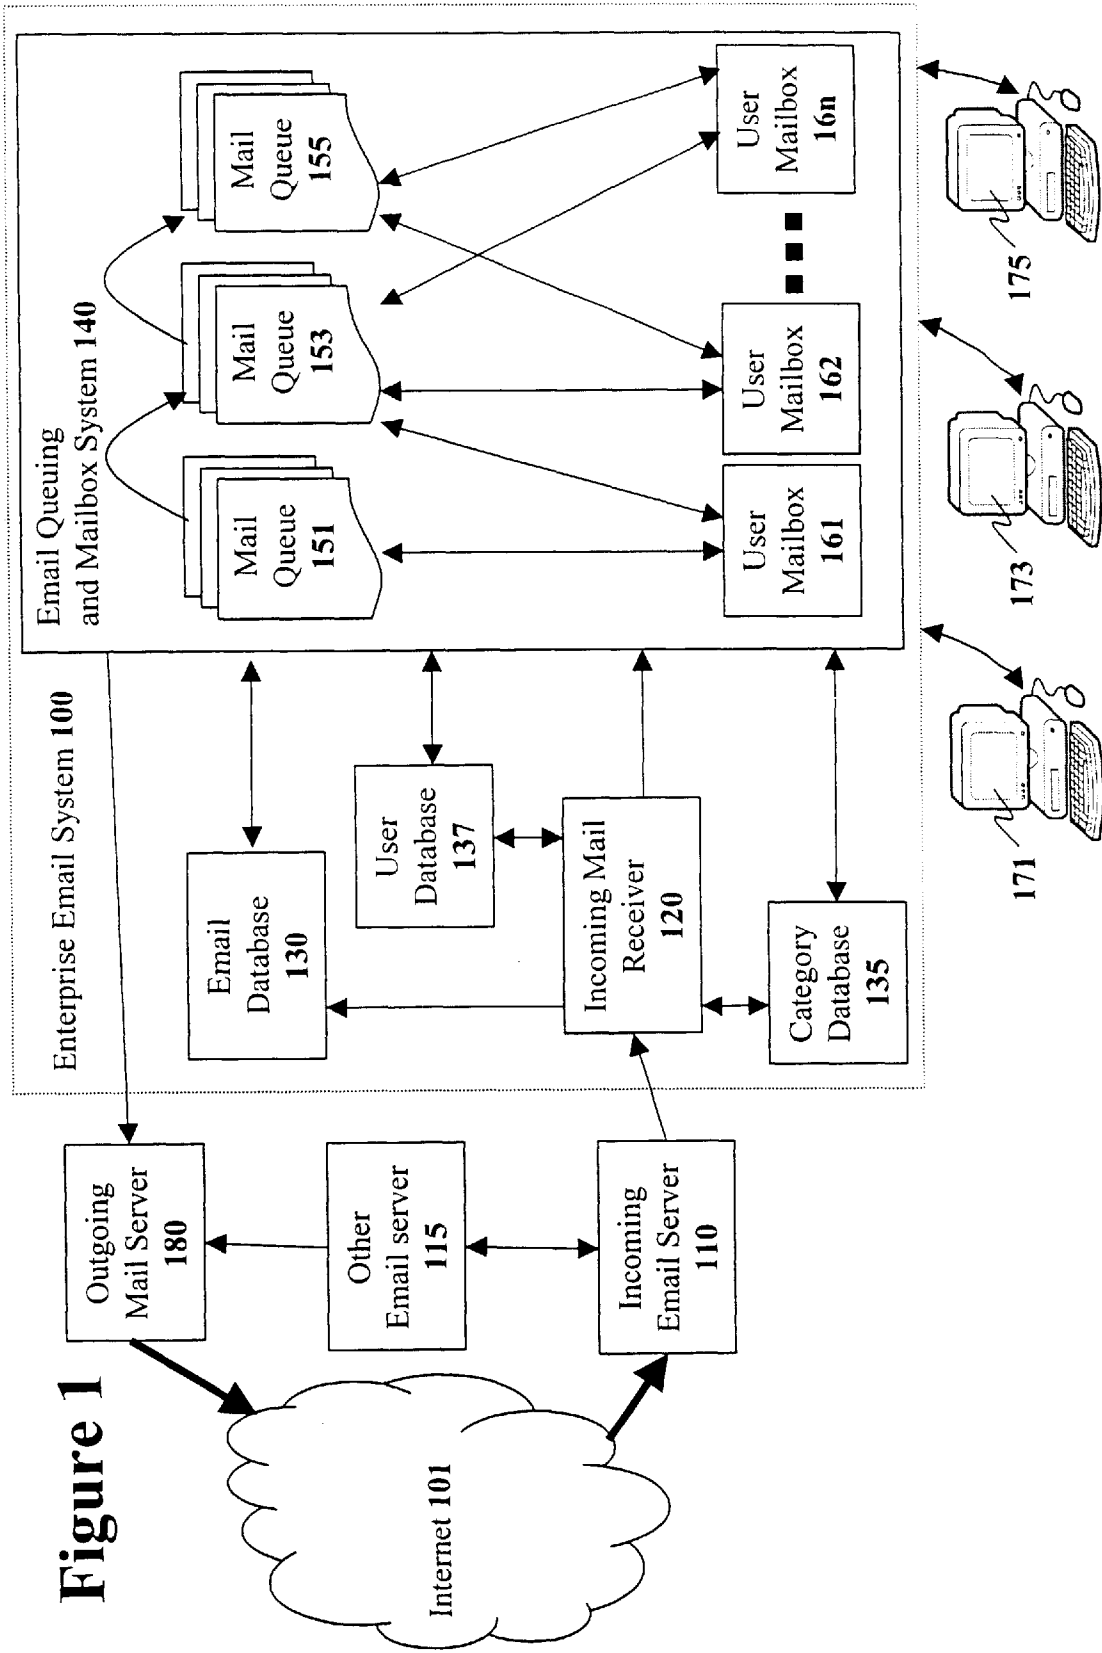 Figure 1
Internet 101
Outgoing
Mail Server
180
Other
Email server
115
Incoming
Email Server
110
Enterprise Email System 100
Email
Database
130
User
Database
137
Incoming Mail
Receiver
120
Category
Database
135
Email Queuing
and Mailbox System 140
Mail
Queue
151
Mail
Queue
153
Mail
Queue
155
User
Mailbox
161
User
Mailbox
162
User
Mailbox
16n
171
173
175